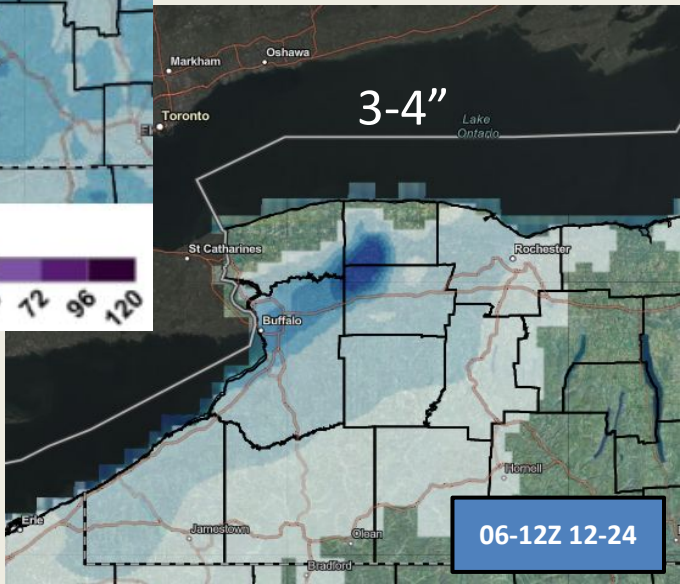 Markham
Oshawa
Toronto
3-4”
Lake
Ontario
72
96
120
St Catharines
Rochester
Buffalo
Hornell
Erie
Jamestown
Olean
Bradford
06-12Z 12-24